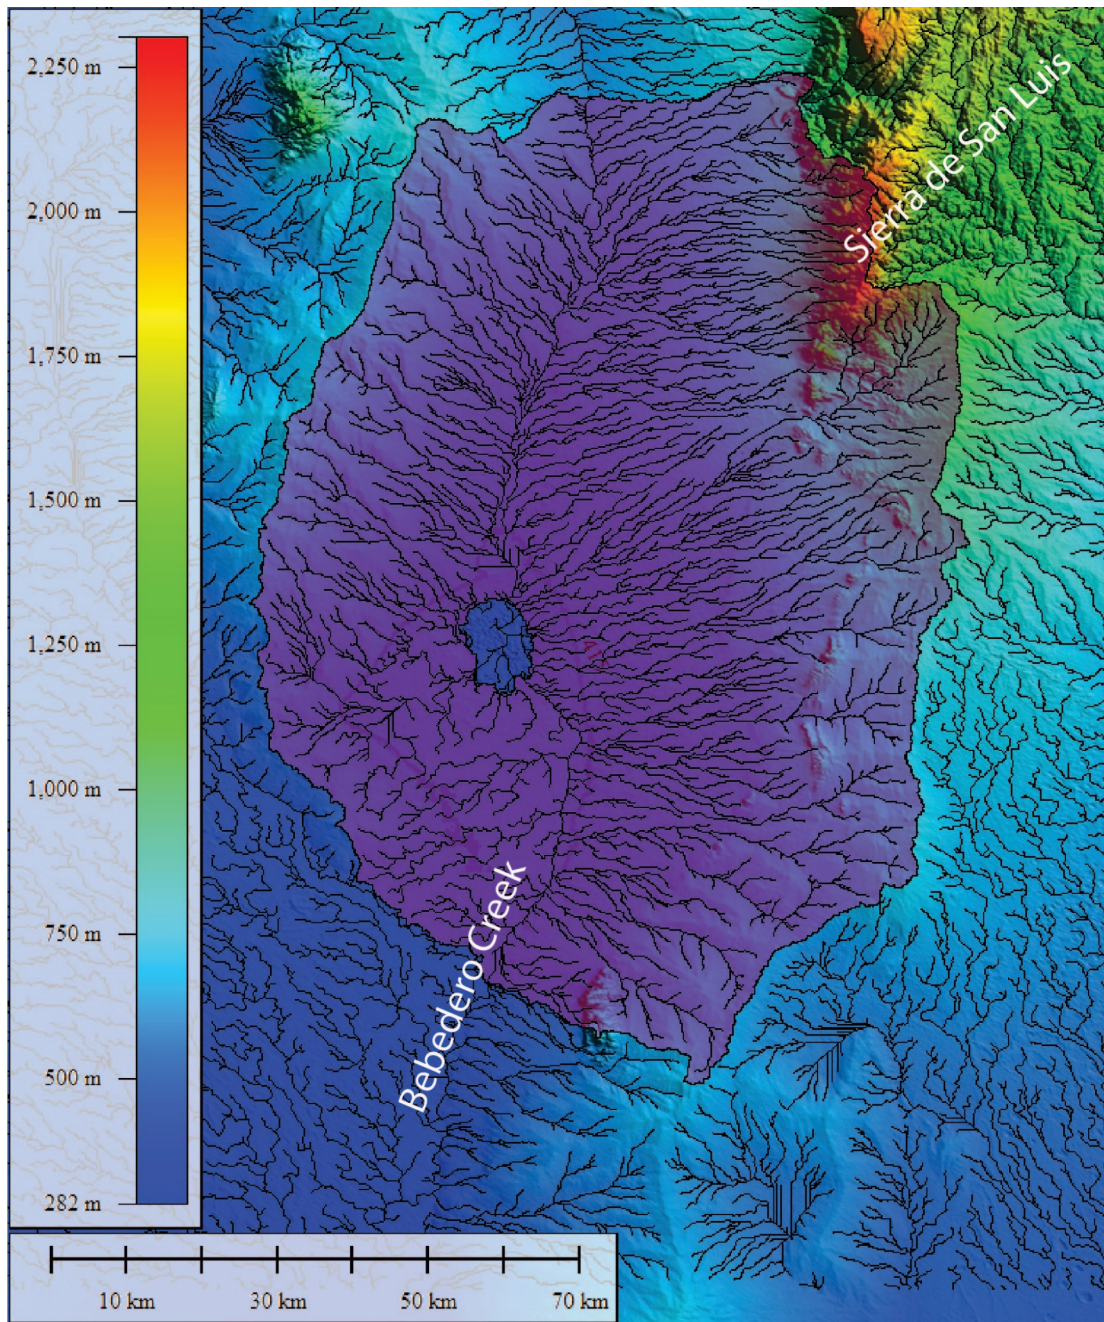 2,250 m
2,000 m
1,750 m
1,500 m
1,250 m
1,000 m
750 m
500 m
282 m
Sierra de San Luis
Bebedero Creek
10 km 30 km 50 km 70 km